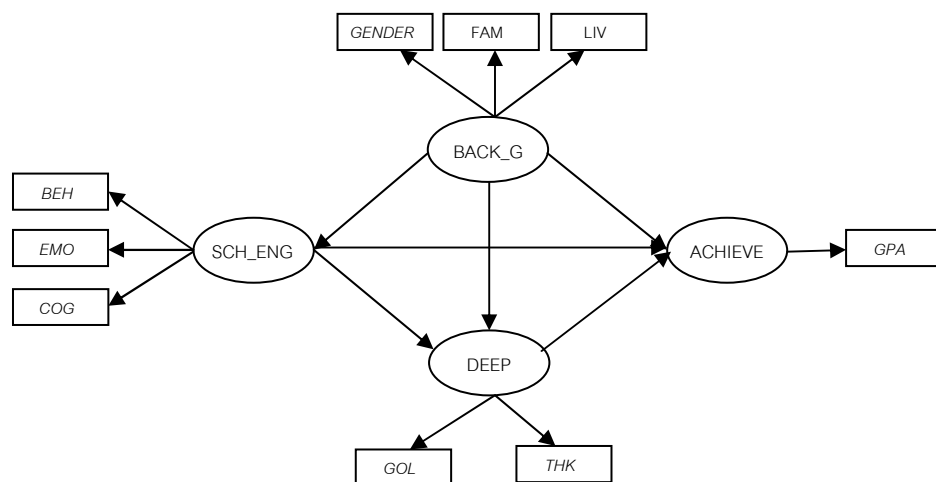 GENDER
FAM
LIV
BACK_G
BEH
EMO
COG
SCH_ENG
ACHIEVE
GPA
DEEP
GOL
THK